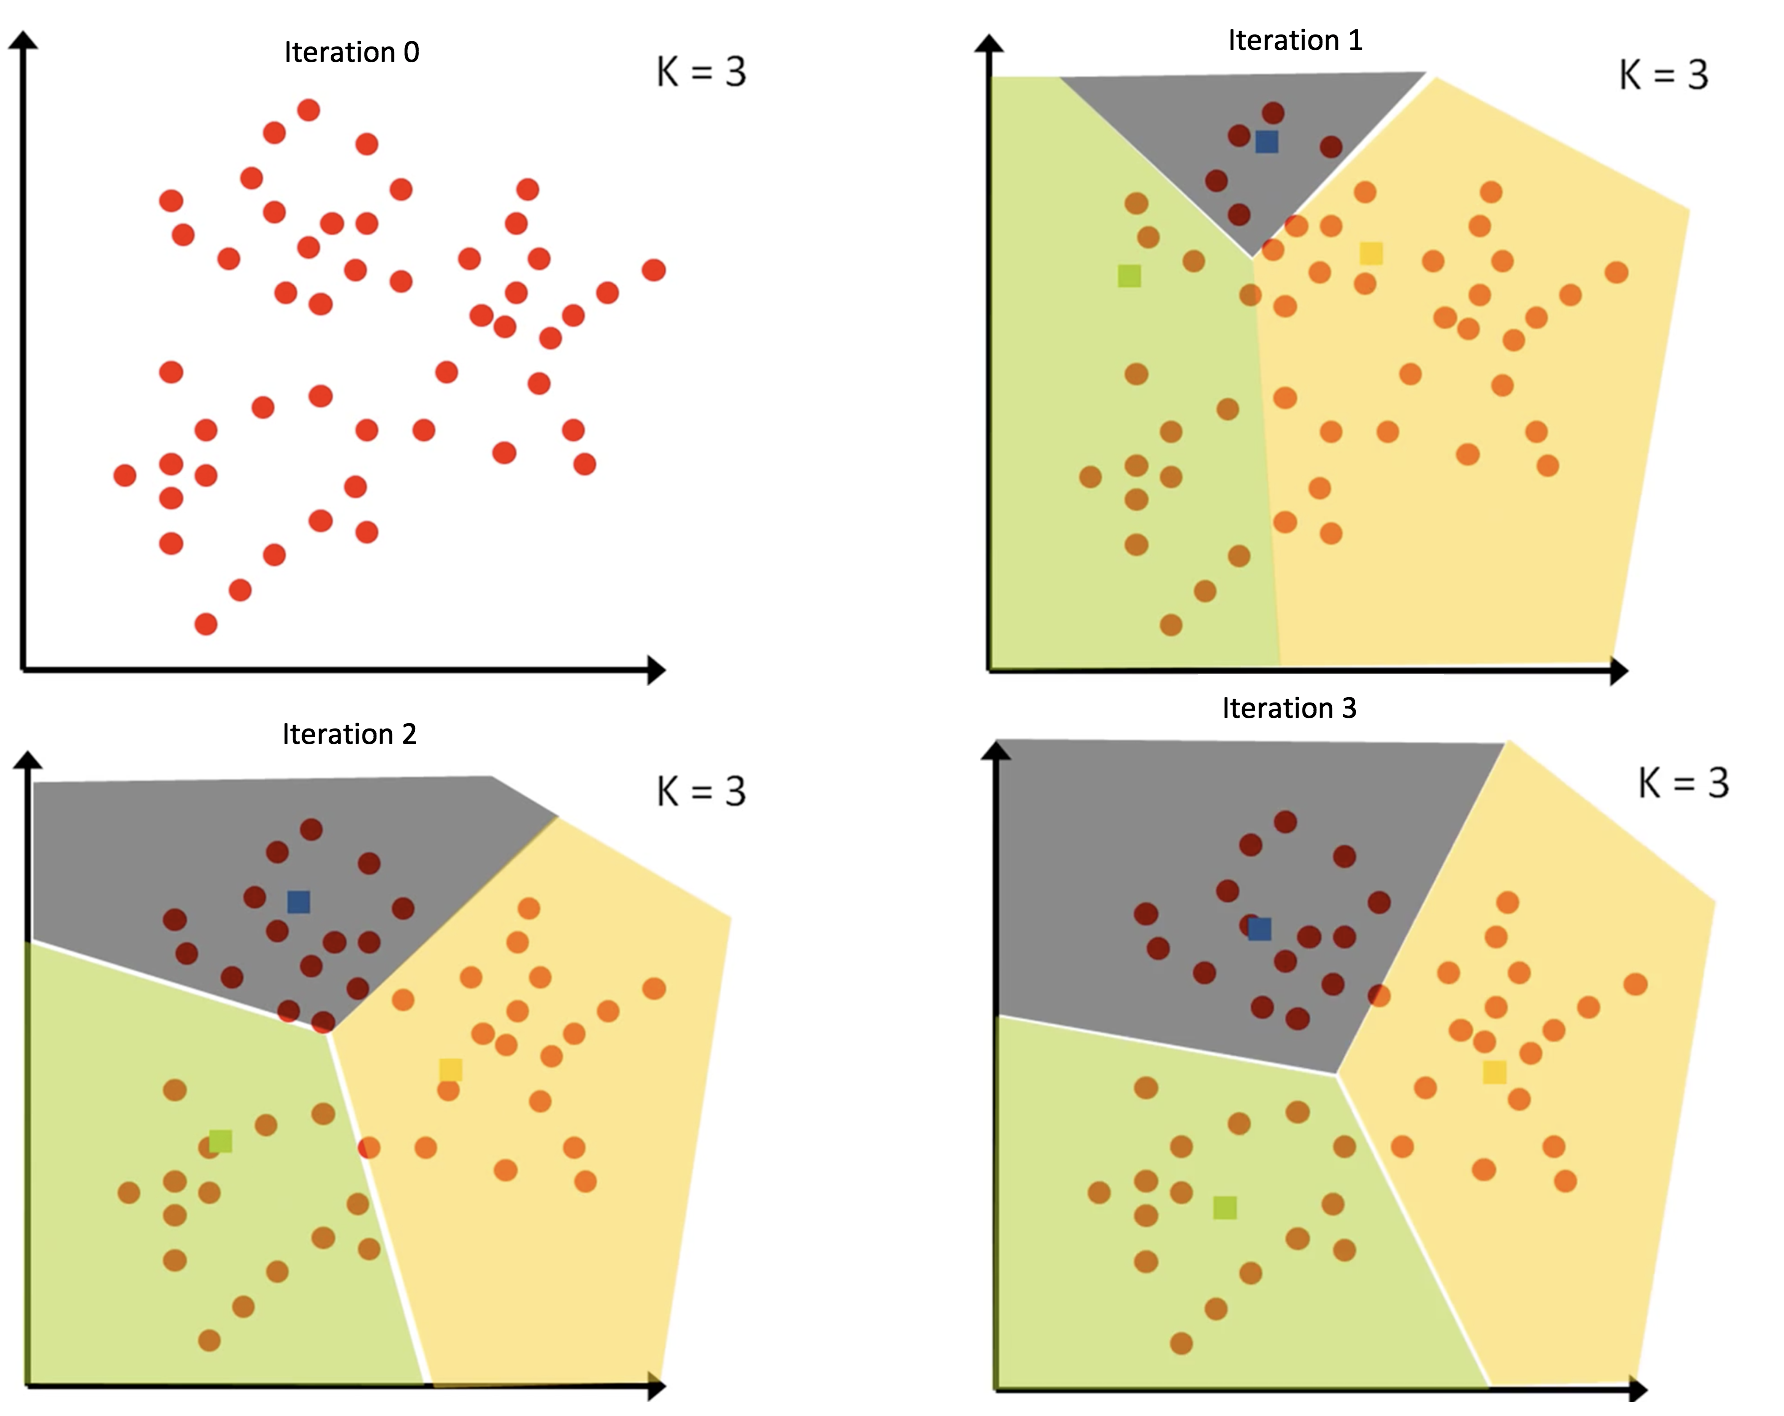 Iteration 0
K = 3
Iteration 1
K = 3
Iteration 2
K = 3
Iteration 3
K = 3